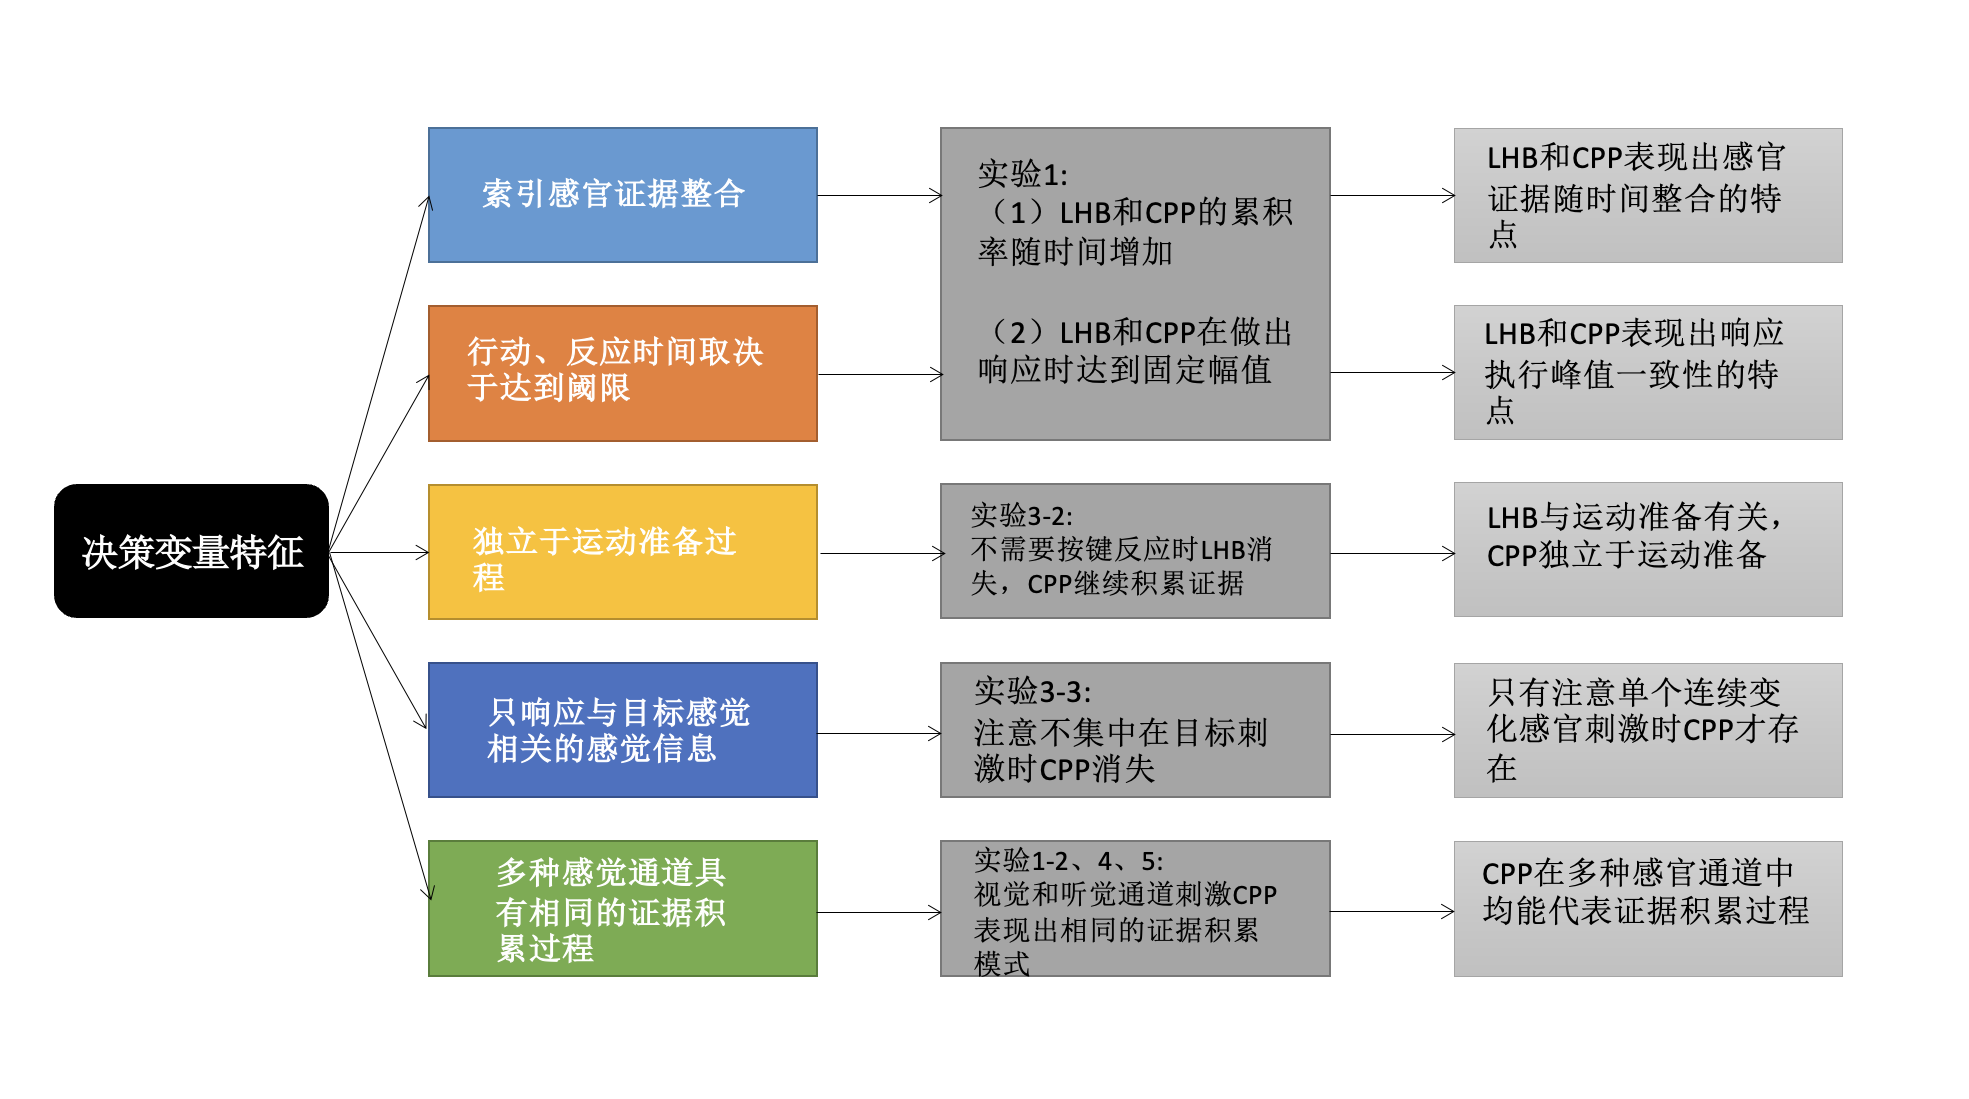 决策变量特征
索引感官证据整合
行动、反应时间取决
于达到阈限
独立于运动准备过
程
只响应与目标感觉
相关的感觉信息
多种感觉通道具
有相同的证据积
累过程
实验1:
（1）LHB和CPP的累积
率随时间增加
（2）LHB和CPP在做出
响应时达到固定幅值
实验3-2:
不需要按键反应时LHB消
失，CPP继续积累证据
实验3-3:
注意不集中在目标刺
激时CPP消失
实验1-2、4、5:
视觉和听觉通道刺激CPP
表现出相同的证据积累
模式
LHB和CPP表现出感官
证据随时间整合的特
点
LHB和CPP表现出响应
执行峰值一致性的特
点
LHB与运动准备有关，
CPP独立于运动准备
只有注意单个连续变
化感官刺激时CPP才存
在
CPP在多种感官通道中
均能代表证据积累过程